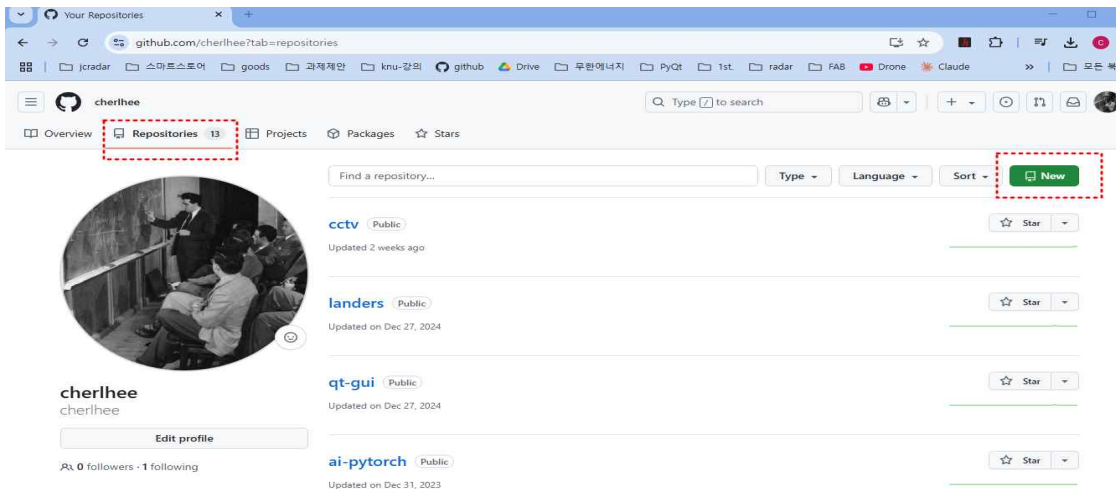 Your Repositories
github.com/cherlhee?tab=repositories
jcradar 스마트스토어 goods 과제제안 knu-강의 github Drive 무한에너지 PyQt 1st. radar FAB Drone Claude » 모든 북
cherlhee Type / to search
Overview Repositories 13 Projects Packages Stars
Find a repository... Type Language Sort New
cctv Public Star
Updated 2 weeks ago
landers Public Star
Updated on Dec 27, 2024
qt-gui Public Star
Updated on Dec 27, 2024
ai-pytorch Public Star
Updated on Dec 31, 2023
cherlhee
cherlhee
Edit profile
0 followers · 1 following